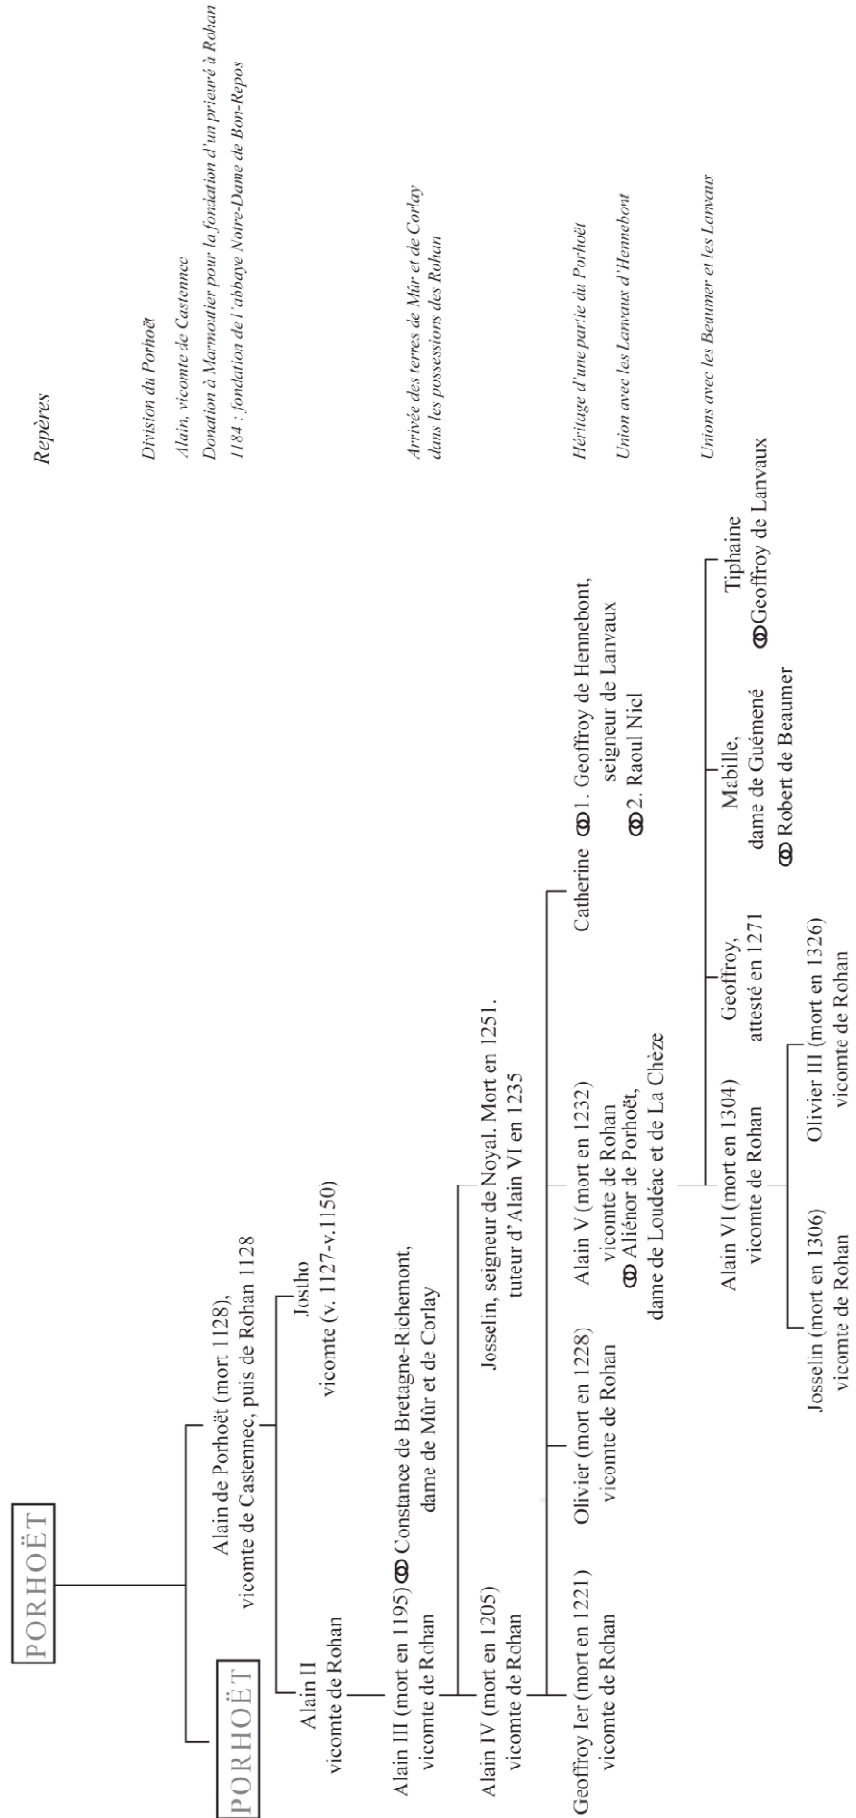 PORHOËT
Repères
PORHOËT
Alain de Porhoët (mort 1128),
vicomte de Castennec, puis de Rohan 1128
Division du Porhoët
Alain, vicomte de Castennec
Donation à Marmoutier pour la fondation d'un prieuré à Rohan
1184 : fondation de l'abbaye Notre-Dame de Bon-Repos
Alain II
vicomte de Rohan
Jostho
vicomte (v. 1127-v.1150)
Alain III (mort en 1195) Ꝏ Constance de Bretagne-Richemont,
vicomte de Rohan
dame de Mûr et de Corlay
Arrivée des terres de Mûr et de Corlay
dans les possessions des Rohan
Alain IV (mort en 1205)
vicomte de Rohan
Josselin, seigneur de Noyal. Mort en 1251.
tuteur d'Alain VI en 1235
Geoffroy Ier (mort en 1221)
vicomte de Rohan
Olivier (mort en 1228)
vicomte de Rohan
Alain V (mort en 1232)
vicomte de Rohan
Ꝏ Aliénor de Porhoët,
dame de Loudéac et de La Chèze
Catherine Ꝏ 1. Geoffroy de Hennebont,
seigneur de Lanvaux
Ꝏ 2. Raoul Niel
Héritage d'une partie du Porhoët
Union avec les Lanvaux d'Hennebont
Alain VI (mort en 1304)
vicomte de Rohan
Geoffroy,
attesté en 1271
Mabille,
dame de Guémené
Ꝏ Robert de Beaumer
Tiphaine
Ꝏ Geoffroy de Lanvaux
Unions avec les Beaumer et les Lanvaux
Josselin (mort en 1306)
vicomte de Rohan
Olivier III (mort en 1326)
vicomte de Rohan